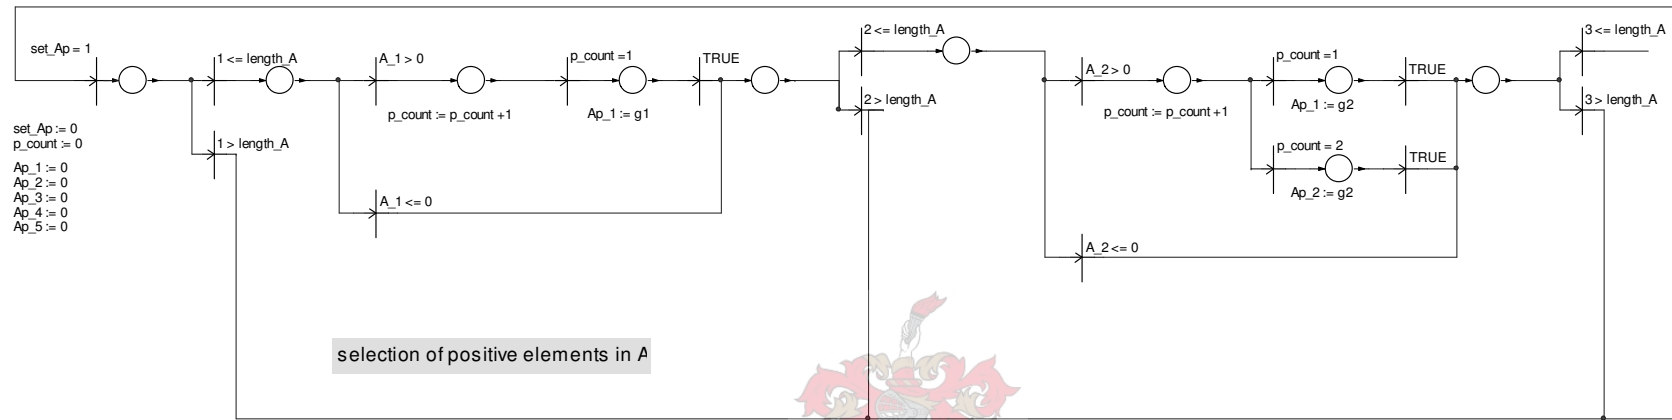 set_Ap = 1
set_Ap := 0
p_count := 0
Ap_1 := 0
Ap_2 := 0
Ap_3 := 0
Ap_4 := 0
Ap_5 := 0
1 <= length_A
1 > length_A
A_1 > 0
p_count := p_count +1
A_1 <= 0
p_count =1
Ap_1 := g1
TRUE
2 <= length_A
2 > length_A
A_2 > 0
p_count := p_count +1
A_2 <= 0
p_count =1
Ap_1 := g2
TRUE
p_count = 2
Ap_2 := g2
TRUE
3 <= length_A
3 > length_A
selection of positive elements in A